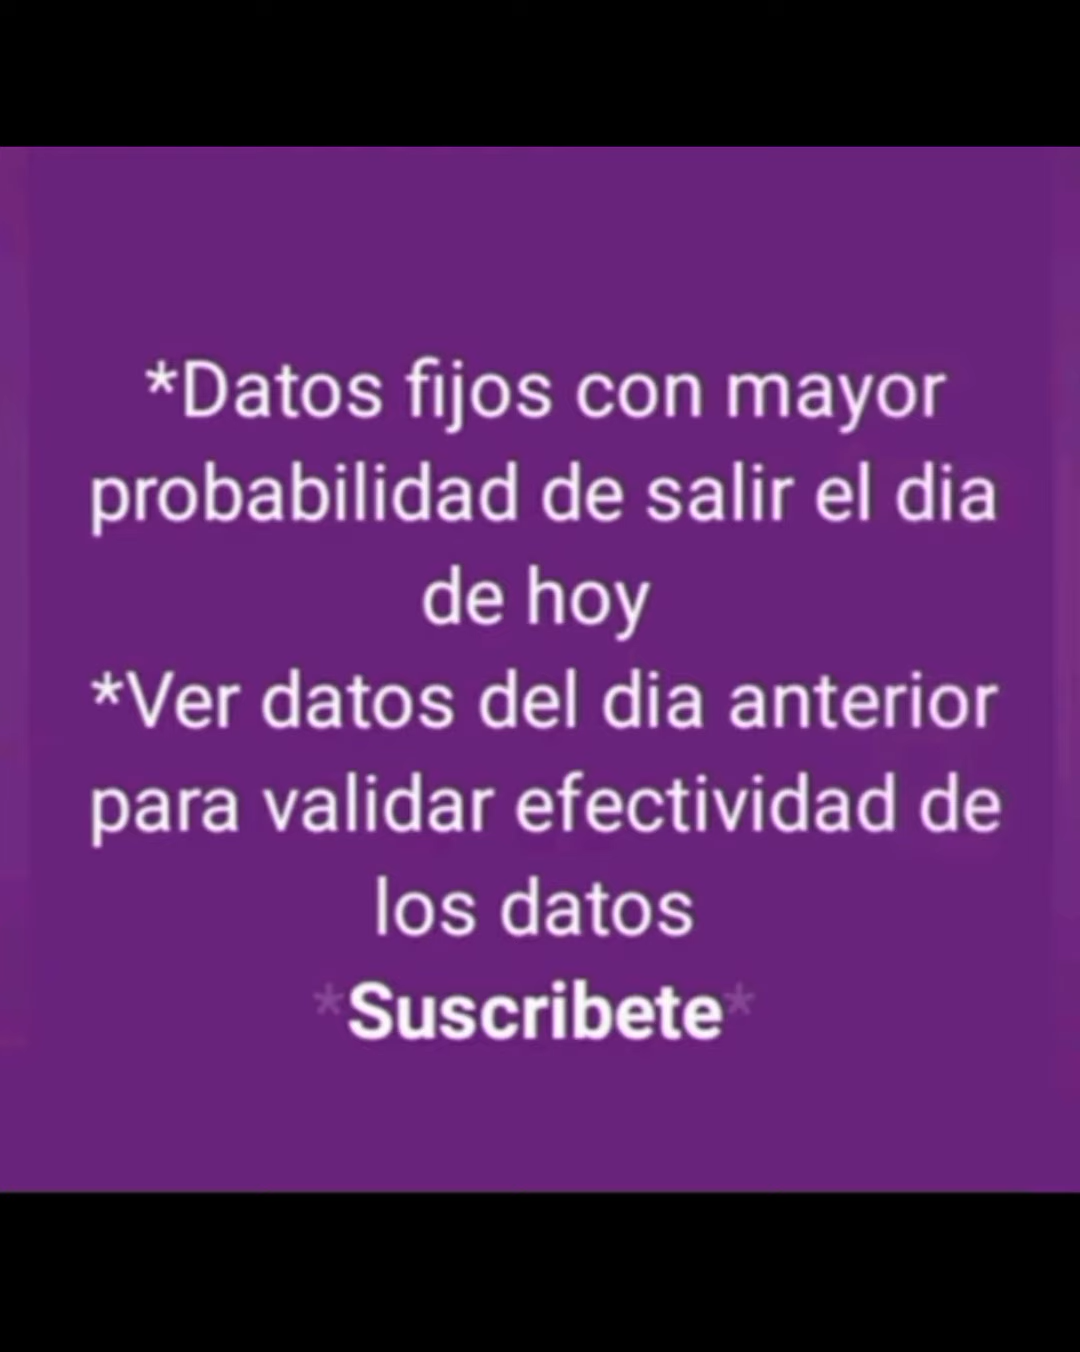 *Datos fijos con mayor
probabilidad de salir el dia
de hoy
*Ver datos del dia anterior
para validar efectividad de
los datos
*Suscribete*